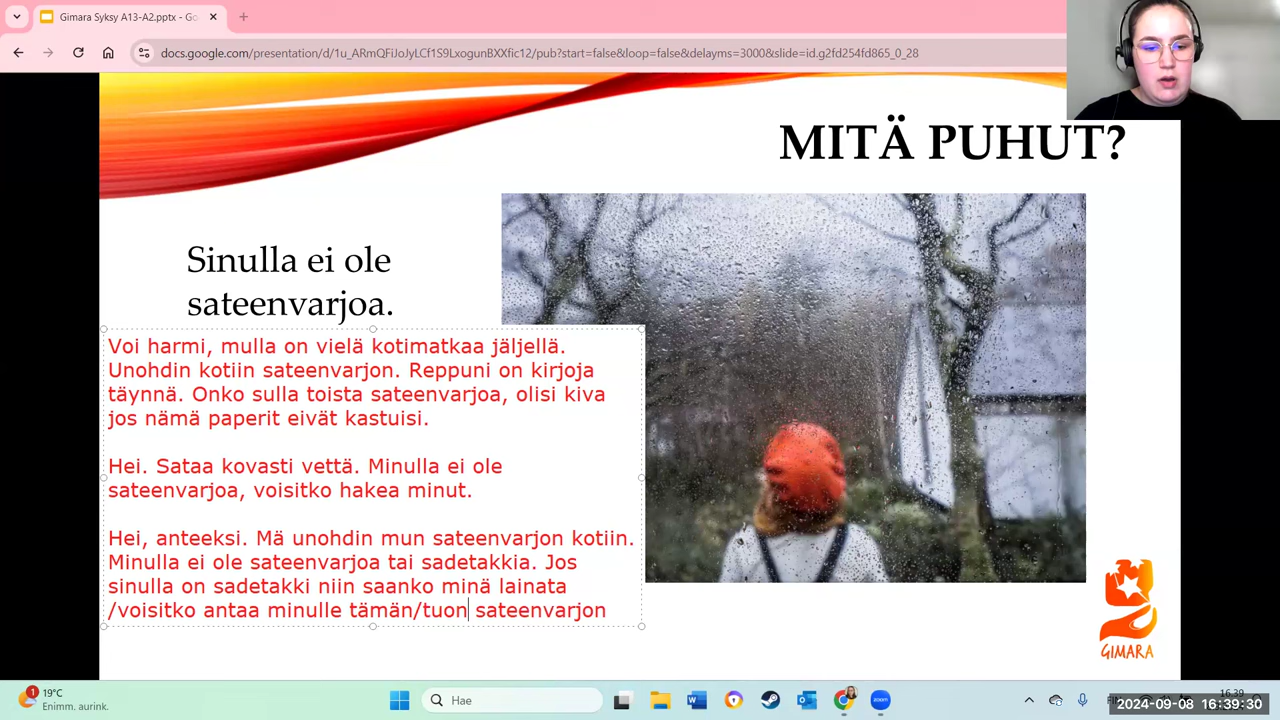 Gimara Syksy A13-A2.pptx - Go
docs.google.com/presentation/d/1u_ARmQFiJoJyLCf1S9LxogunBXXfic12/pub?start=false&loop=false&delayms=3000&slide=id.g2fd254fd865_0_28
MITÄ PUHUT?
Sinulla ei ole
sateenvarjoa.
Voi harmi, mulla on vielä kotimatkaa jäljellä.
Unohdin kotiin sateenvarjon. Reppuni on kirjoja
täynnä. Onko sulla toista sateenvarjoa, olisi kiva
jos nämä paperit eivät kastuisi.
Hei. Sataa kovasti vettä. Minulla ei ole
sateenvarjoa, voisitko hakea minut.
Hei, anteeksi. Mä unohdin mun sateenvarjon kotiin.
Minulla ei ole sateenvarjoa tai sadetakkia. Jos
sinulla on sadetakki niin saanko minä lainata
/voisitko antaa minulle tämän/tuon sateenvarjon
GIMARA
1
19°C
Enimm. aurink.
Hae
zoom
16.39
2024-09-08 16:39:30